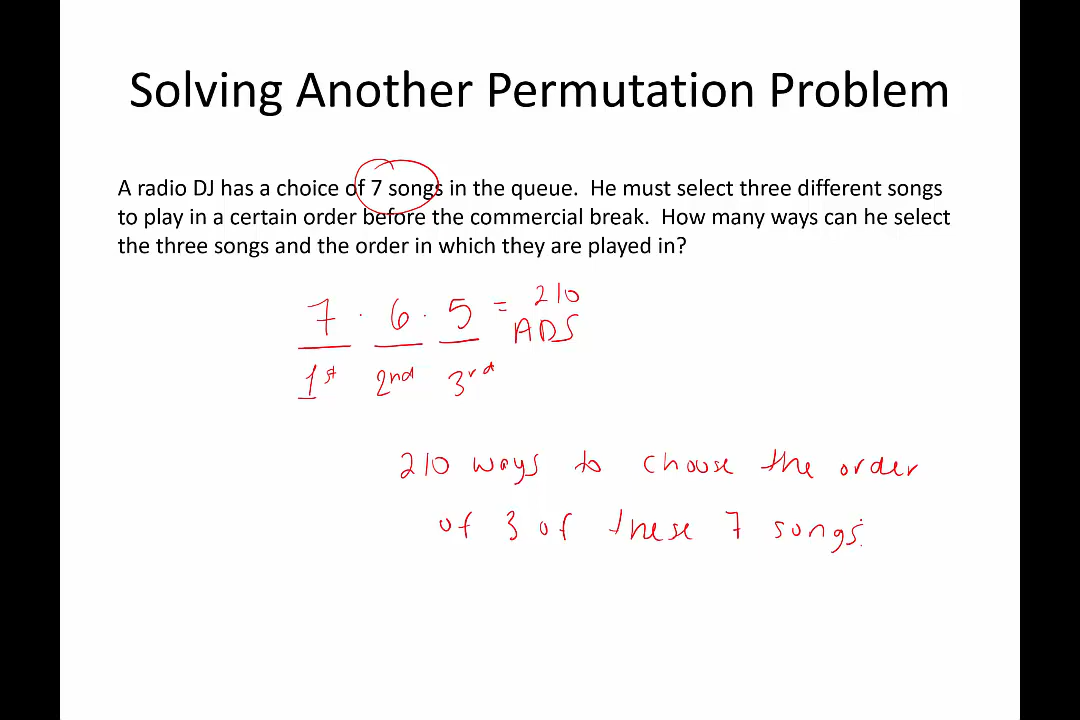 Solving Another Permutation Problem
A radio DJ has a choice of 7 songs in the queue.  He must select three different songs
to play in a certain order before the commercial break.  How many ways can he select
the three songs and the order in which they are played in?
7 · 6 · 5 = 210
ADS
1st 2nd 3rd
210 ways to choose the order
of 3 of these 7 songs.